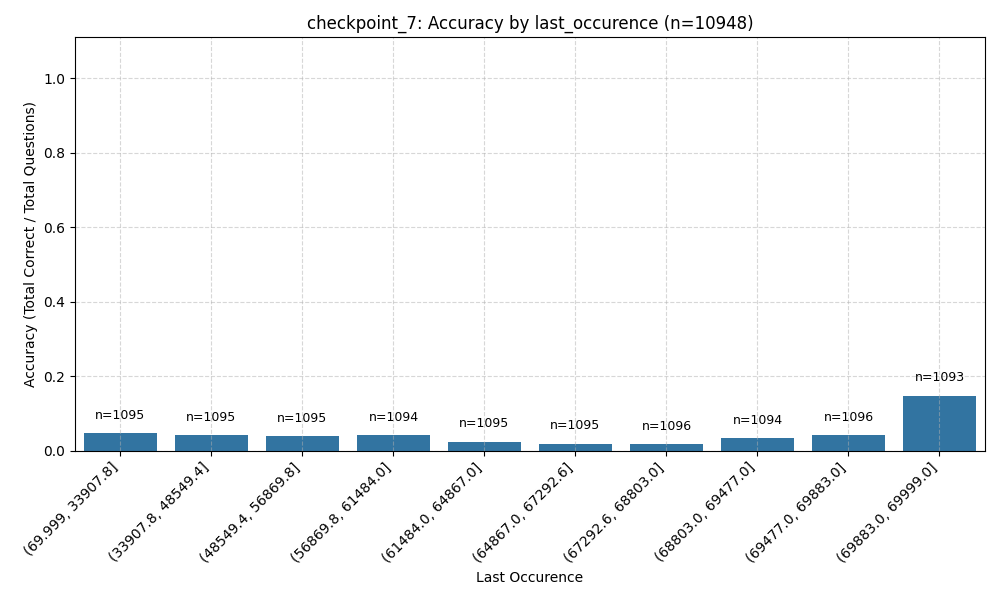 checkpoint_7: Accuracy by last_occurence (n=10948)
Accuracy (Total Correct / Total Questions)
1.0
0.8
0.6
0.4
0.2
0.0
n=1095
n=1095
n=1095
n=1094
n=1095
n=1095
n=1096
n=1094
n=1096
n=1093
(69.999, 33907.8]
(33907.8, 48549.4]
(48549.4, 56869.8]
(56869.8, 61484.0]
(61484.0, 64867.0]
(64867.0, 67292.6]
(67292.6, 68803.0]
(68803.0, 69477.0]
(69477.0, 69883.0]
(69883.0, 69999.0]
Last Occurence